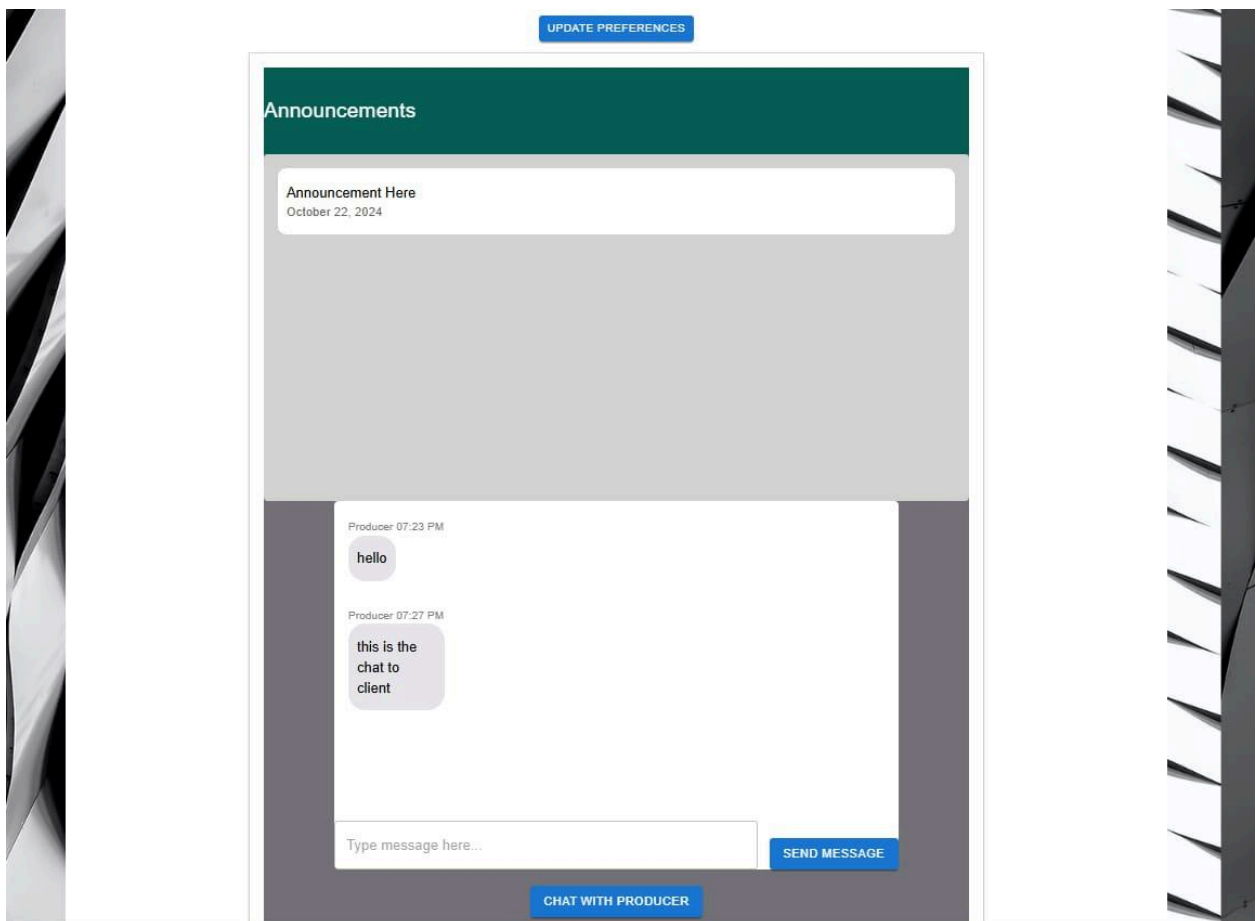 UPDATE PREFERENCES
Announcements
Announcement Here
October 22, 2024
Producer 07:23 PM
hello
Producer 07:27 PM
this is the
chat to
client
Type message here...
SEND MESSAGE
CHAT WITH PRODUCER